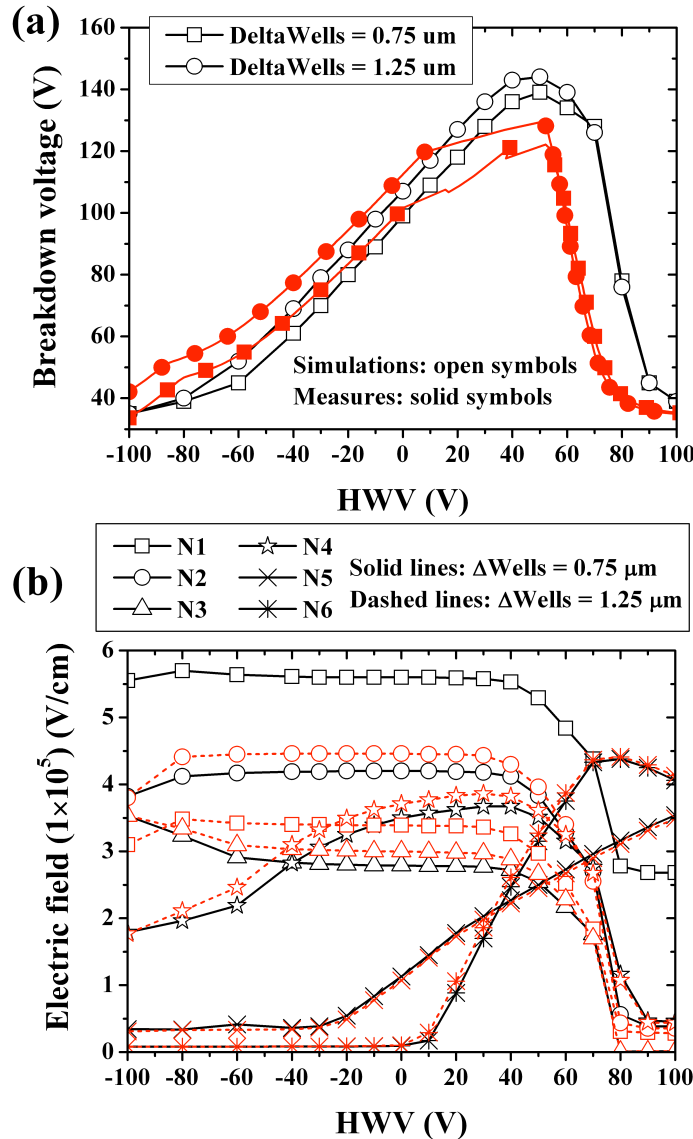 (a)
DeltaWells = 0.75 um
DeltaWells = 1.25 um
160
140
120
100
80
60
40
Breakdown voltage (V)
Simulations: open symbols
Measures: solid symbols
-100 -80 -60 -40 -20 0 20 40 60 80 100
HWV (V)
(b)
N1 N4
N2 N5
N3 N6
Solid lines: ΔWells = 0.75 μm
Dashed lines: ΔWells = 1.25 μm
6
5
4
3
2
1
0
Electric field (1×10⁵) (V/cm)
-100 -80 -60 -40 -20 0 20 40 60 80 100
HWV (V)